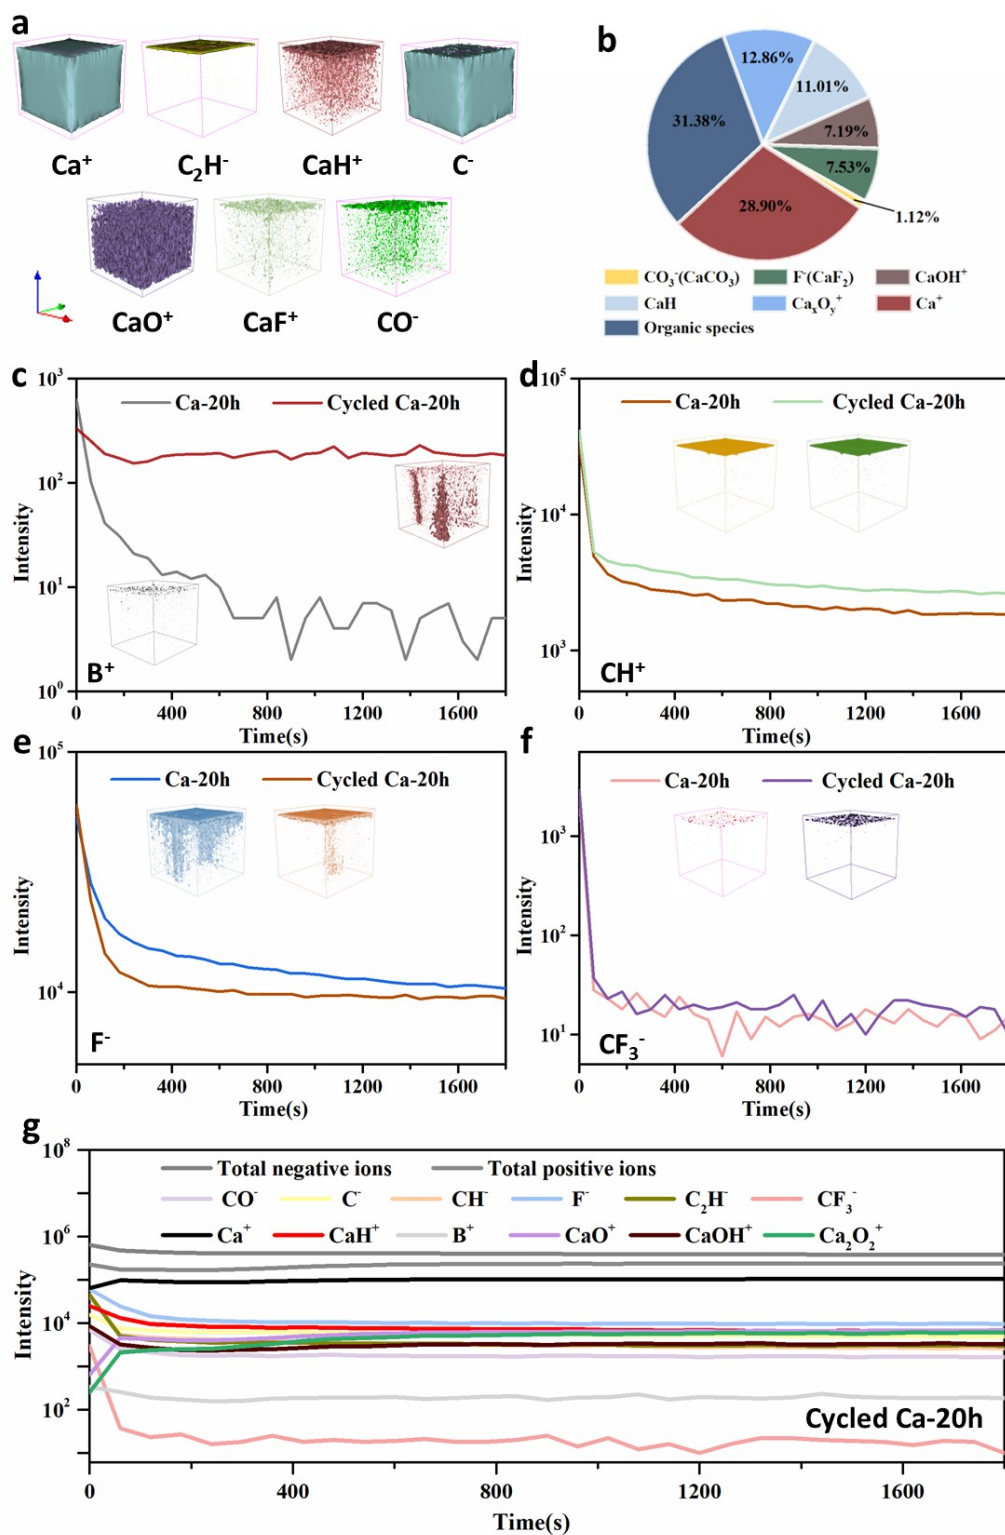 a
Ca⁺ C₂H⁻ CaH⁺ C⁻
CaO⁺ CaF⁺ CO⁻
b
12.86%
11.01%
31.38%
7.19%
7.53%
28.90%
1.12%
CO₃⁻(CaCO₃) F⁻(CaF₂) CaOH⁺
CaH CaₓOᵧ⁺ Ca⁺
Organic species
c
10³
Ca-20h Cycled Ca-20h
10²
Intensity
10¹
B⁺
10⁰
0 400 800 1200 1600
Time(s)
d
10⁵
Ca-20h Cycled Ca-20h
10⁴
Intensity
10³
CH⁺
0 400 800 1200 1600
Time(s)
e
10⁵
Ca-20h Cycled Ca-20h
Intensity
10⁴
F⁻
0 400 800 1200 1600
Time(s)
f
Ca-20h Cycled Ca-20h
10³
Intensity
10²
10¹
CF₃⁻
0 400 800 1200 1600
Time(s)
g
10⁸
Total negative ions Total positive ions
CO⁻ C⁻ CH⁻ F⁻ C₂H⁻ CF₃⁻
Ca⁺ CaH⁺ B⁺ CaO⁺ CaOH⁺ Ca₂O₂⁺
10⁶
Intensity
10⁴
10²
Cycled Ca-20h
0 400 800 1200 1600
Time(s)